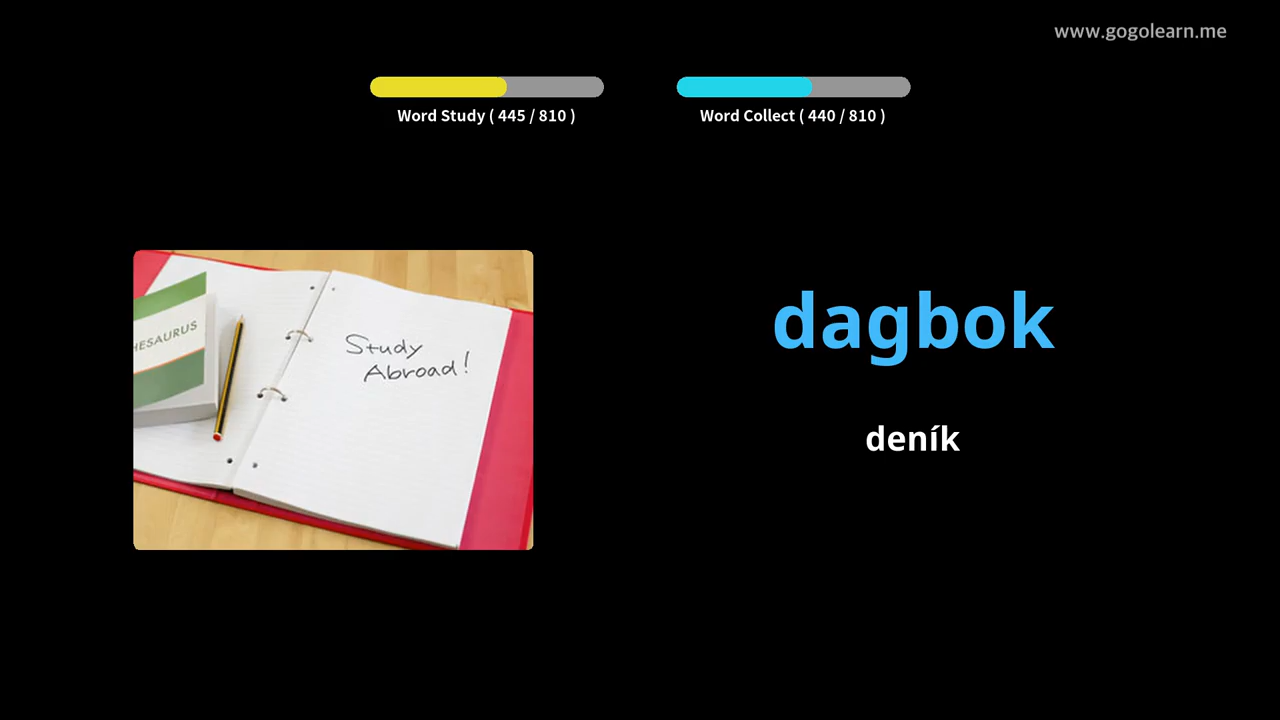 www.gogolearn.me
Word Study ( 445 / 810 )
Word Collect ( 440 / 810 )
HESAURUS
Study
Abroad!
dagbok
deník